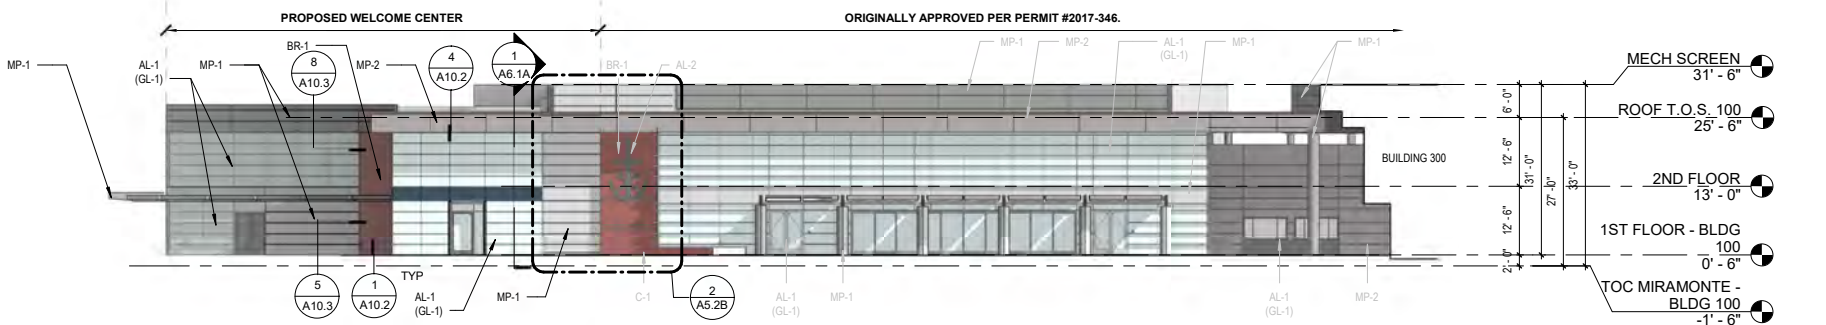 PROPOSED WELCOME CENTER
ORIGINALLY APPROVED PER PERMIT #2017-346.
MP-1
AL-1
(GL-1)
MP-1
BR-1
8
A10.3
MP-2
4
A10.2
1
A6.1A
BR-1
AL-2
MP-1
MP-2
AL-1
(GL-1)
MP-1
MP-1
MECH SCREEN
31' - 6"
ROOF T.O.S. 100
25' - 6"
2ND FLOOR
13' - 0"
1ST FLOOR - BLDG
100
0' - 6"
TOC MIRAMONTE -
BLDG 100
-1' - 6"
6' - 0"
12' - 6"
12' - 6"
2' - 0"
31' - 0"
27' -0"
33' - 0"
BUILDING 300
5
A10.3
1
A10.2
TYP
AL-1
(GL-1)
MP-1
C-1
2
A5.2B
AL-1
(GL-1)
MP-1
AL-1
(GL-1)
MP-2